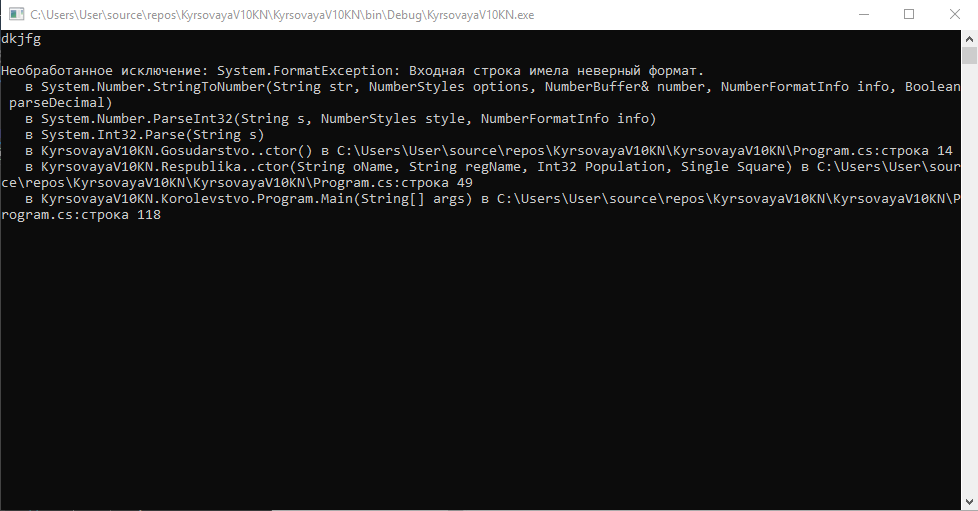 C:\Users\User\source\repos\KyrsovayaV10KN\KyrsovayaV10KN\bin\Debug\KyrsovayaV10KN.exe
dkjfg
Необработанное исключение: System.FormatException: Входная строка имела неверный формат.
в System.Number.StringToNumber(String str, NumberStyles options, NumberBuffer& number, NumberFormatInfo info, Boolean
parseDecimal)
в System.Number.ParseInt32(String s, NumberStyles style, NumberFormatInfo info)
в System.Int32.Parse(String s)
в KyrsovayaV10KN.Gosudarstvo..ctor() в C:\Users\User\source\repos\KyrsovayaV10KN\KyrsovayaV10KN\Program.cs:строка 14
в KyrsovayaV10KN.Respublika..ctor(String oName, String regName, Int32 Population, Single Square) в C:\Users\User\sour
ce\repos\KyrsovayaV10KN\KyrsovayaV10KN\Program.cs:строка 49
в KyrsovayaV10KN.Korolevstvo.Program.Main(String[] args) в C:\Users\User\source\repos\KyrsovayaV10KN\KyrsovayaV10KN\P
rogram.cs:строка 118